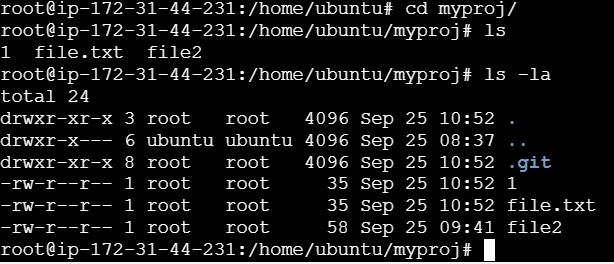 root@ip-172-31-44-231:/home/ubuntu# cd myproj/
root@ip-172-31-44-231:/home/ubuntu/myproj# ls
1  file.txt  file2
root@ip-172-31-44-231:/home/ubuntu/myproj# ls -la
total 24
drwxr-xr-x 3 root   root   4096 Sep 25 10:52 .
drwxr-x--- 6 ubuntu ubuntu 4096 Sep 25 08:37 ..
drwxr-xr-x 8 root   root   4096 Sep 25 10:52 .git
-rw-r--r-- 1 root   root     35 Sep 25 10:52 1
-rw-r--r-- 1 root   root     35 Sep 25 10:52 file.txt
-rw-r--r-- 1 root   root     58 Sep 25 09:41 file2
root@ip-172-31-44-231:/home/ubuntu/myproj#